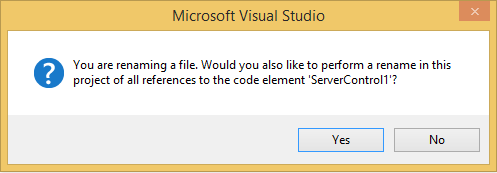 Microsoft Visual Studio
You are renaming a file. Would you also like to perform a rename in this
project of all references to the code element 'ServerControl1'?
Yes
No